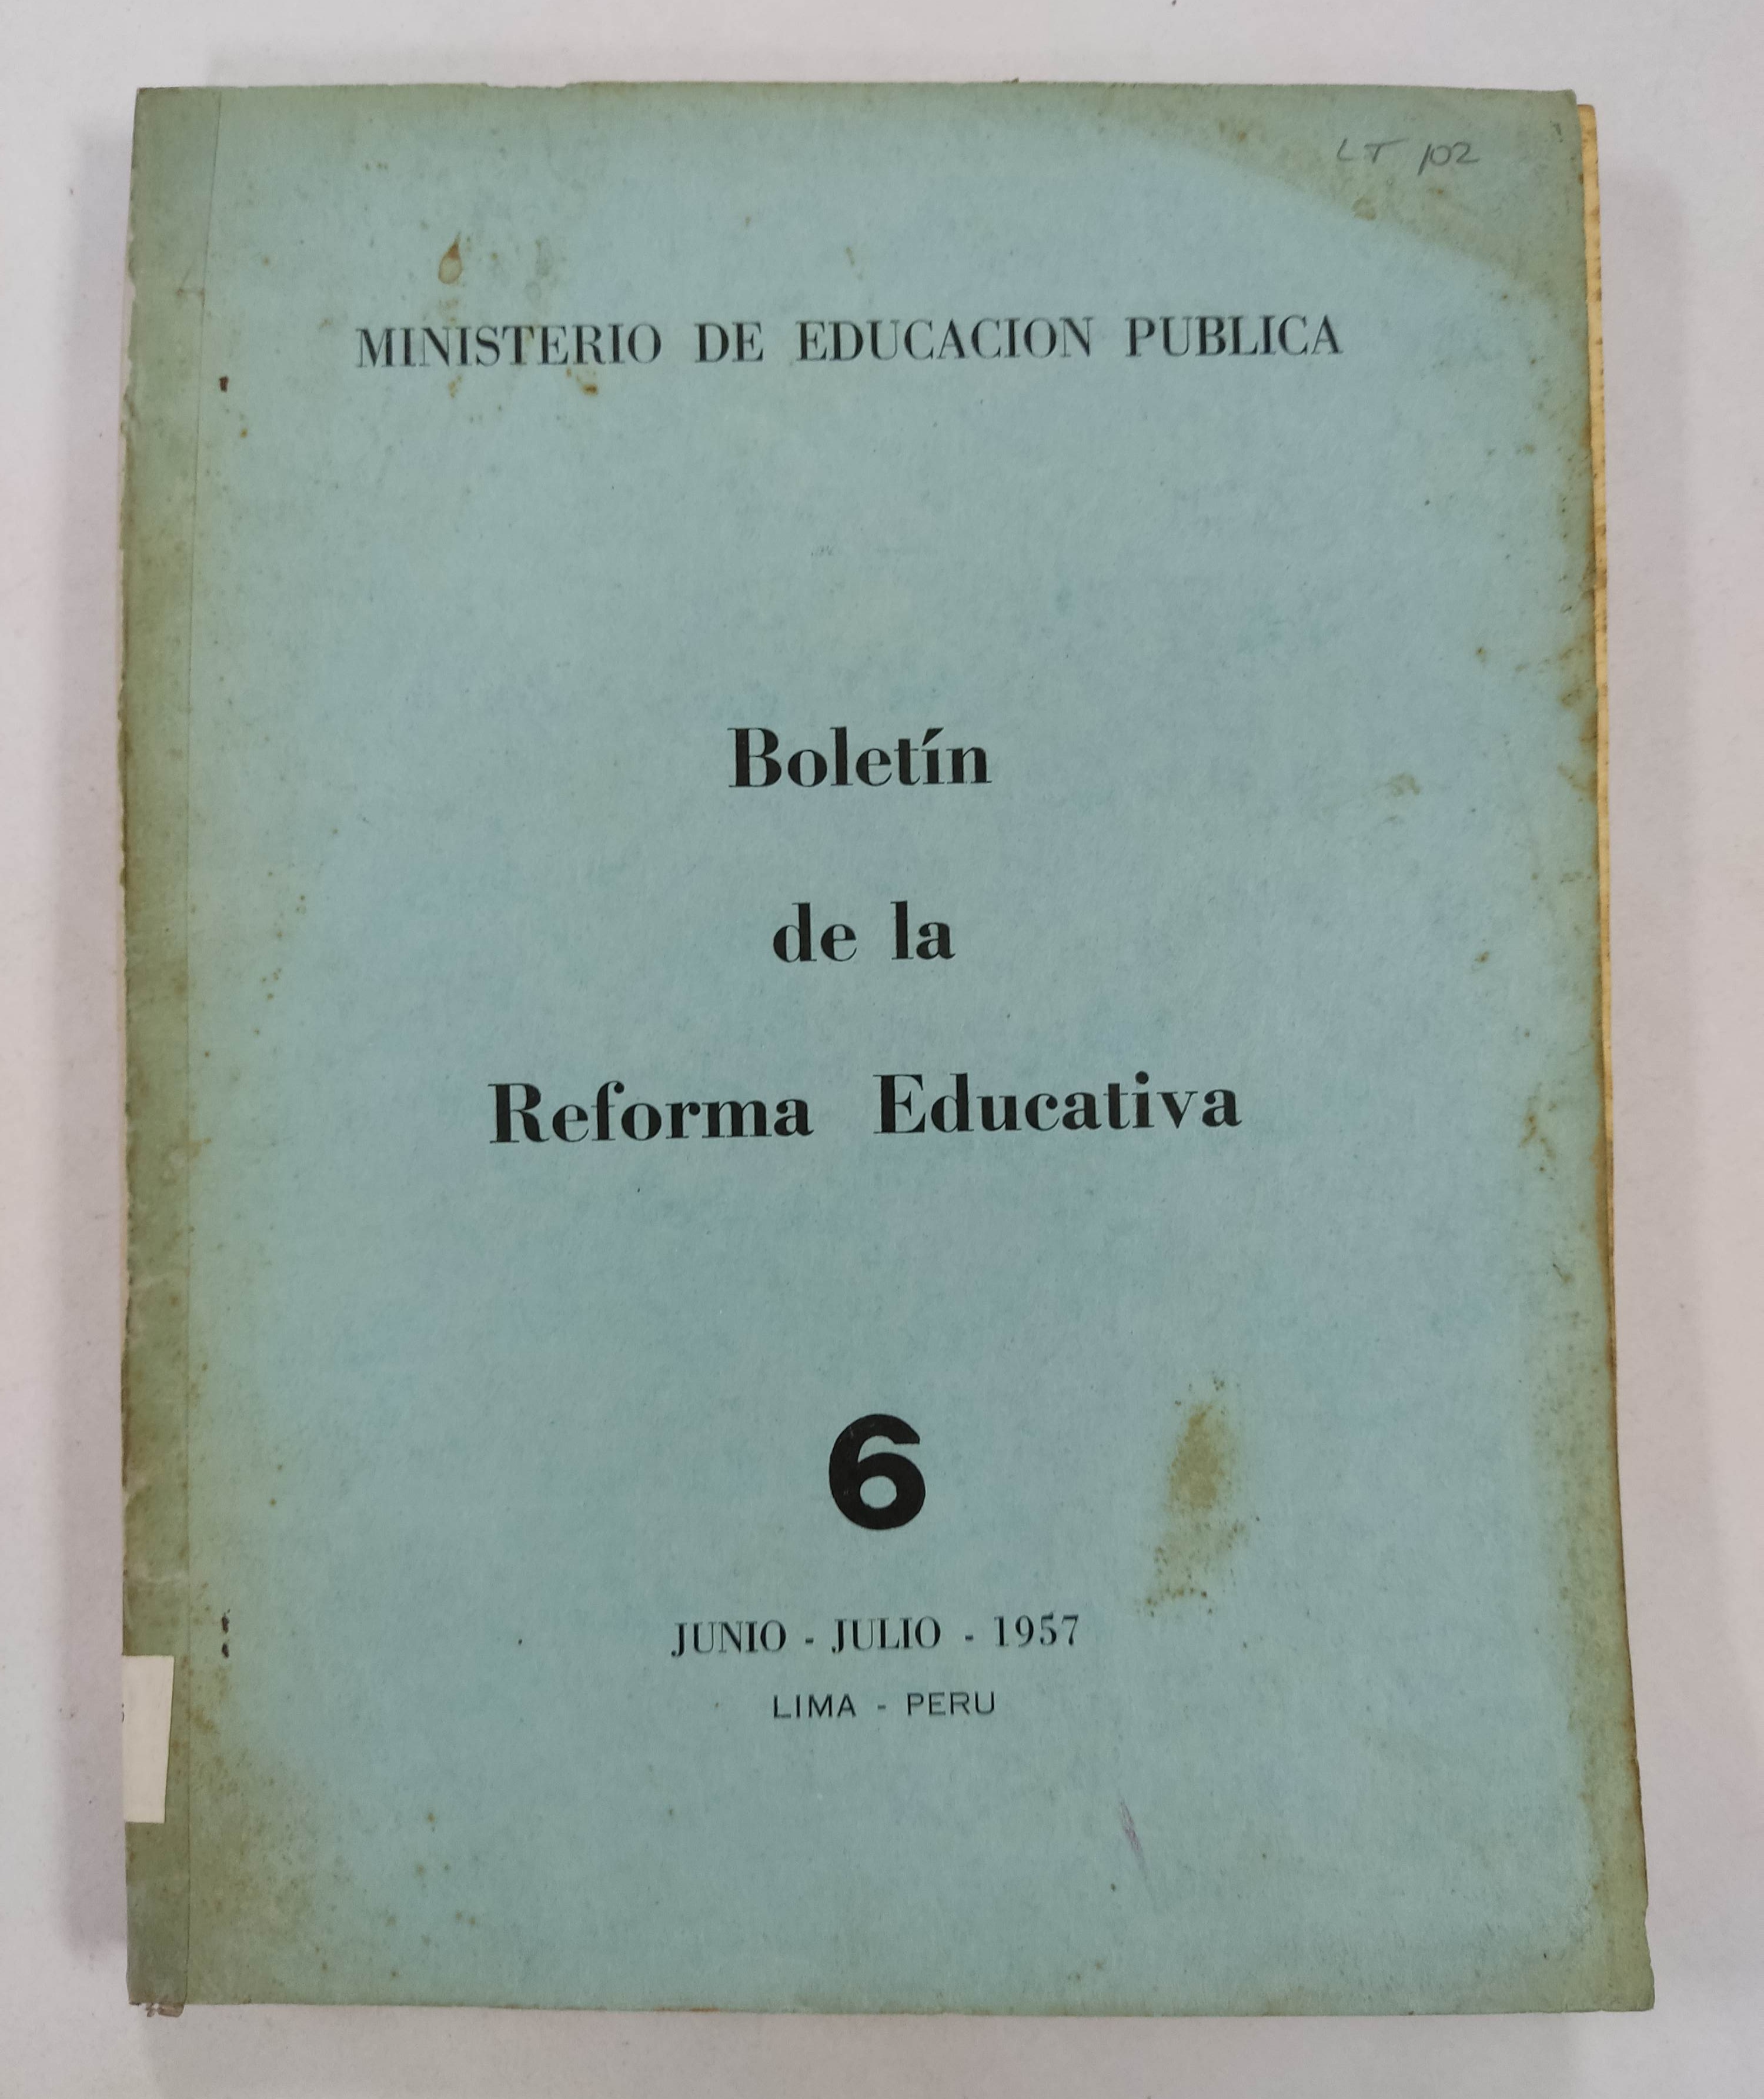 LT 102
MINISTERIO DE EDUCACION PUBLICA
Boletín
de la
Reforma Educativa
6
JUNIO - JULIO - 1957
LIMA - PERU